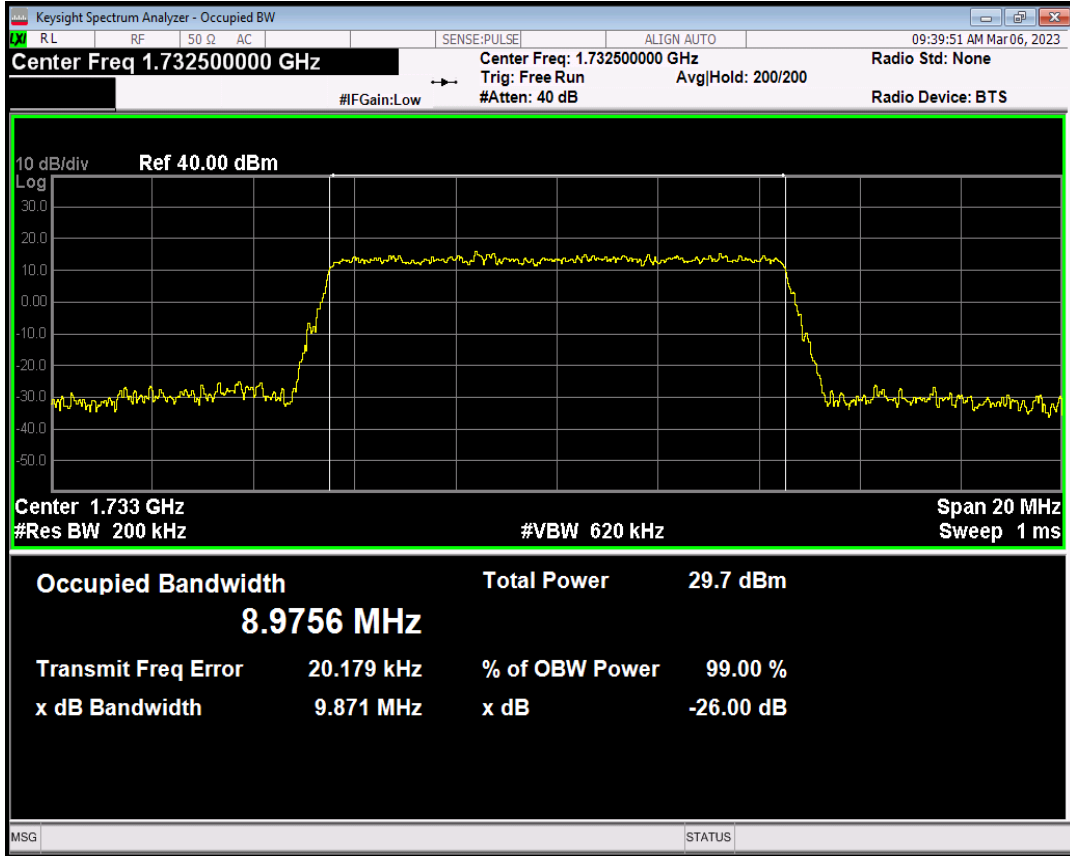 Keysight Spectrum Analyzer - Occupied BW
LXI RL RF 50 Ω AC SENSE:PULSE ALIGN AUTO 09:39:51 AM Mar 06, 2023
Center Freq 1.732500000 GHz Center Freq: 1.732500000 GHz Radio Std: None
Trig: Free Run Avg|Hold: 200/200
#IFGain:Low #Atten: 40 dB Radio Device: BTS
10 dB/div Ref 40.00 dBm
Log
30.0
20.0
10.0
0.00
-10.0
-20.0
-30.0
-40.0
-50.0
Center 1.733 GHz Span 20 MHz
#Res BW 200 kHz #VBW 620 kHz Sweep 1 ms
Occupied Bandwidth Total Power 29.7 dBm
8.9756 MHz
Transmit Freq Error 20.179 kHz % of OBW Power 99.00 %
x dB Bandwidth 9.871 MHz x dB -26.00 dB
MSG STATUS